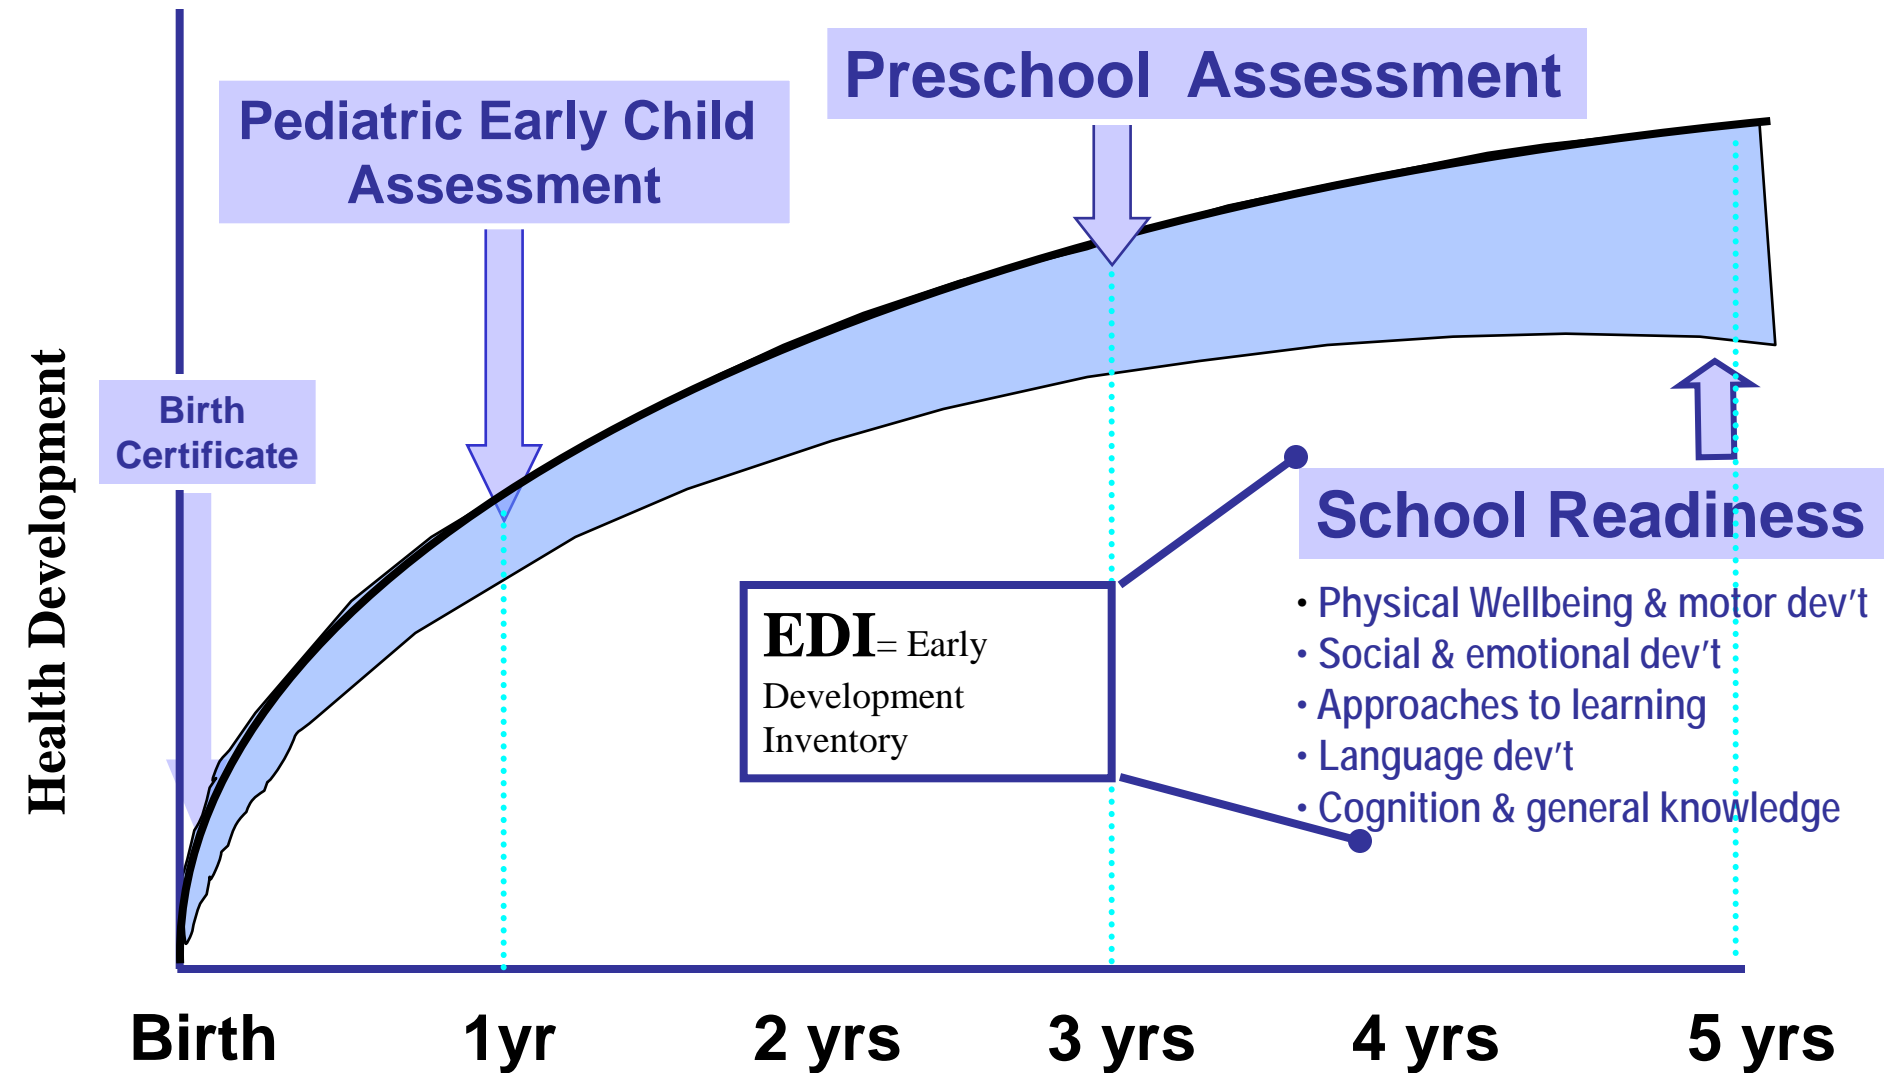 Preschool Assessment
Pediatric Early Child
Assessment
Birth
Certificate
Health Development
School Readiness
EDI= Early
Development
Inventory
• Physical Wellbeing & motor dev’t
• Social & emotional dev’t
• Approaches to learning
• Language dev’t
• Cognition & general knowledge
Birth 1yr 2 yrs 3 yrs 4 yrs 5 yrs